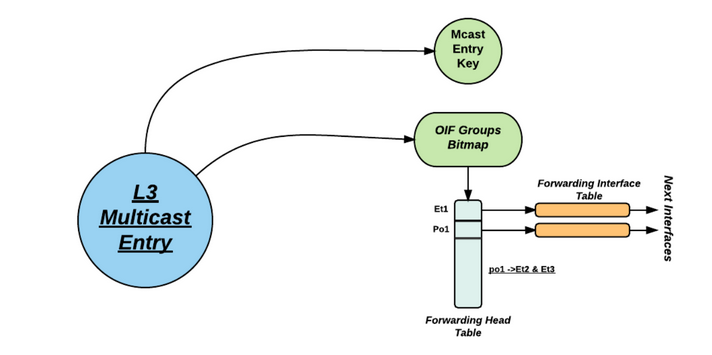 Mcast
Entry
Key
OIF Groups
Bitmap
L3
Multicast
Entry
Forwarding Interface
Table
Et1
Po1
Next Interfaces
po1 ->Et2 & Et3
Forwarding Head
Table